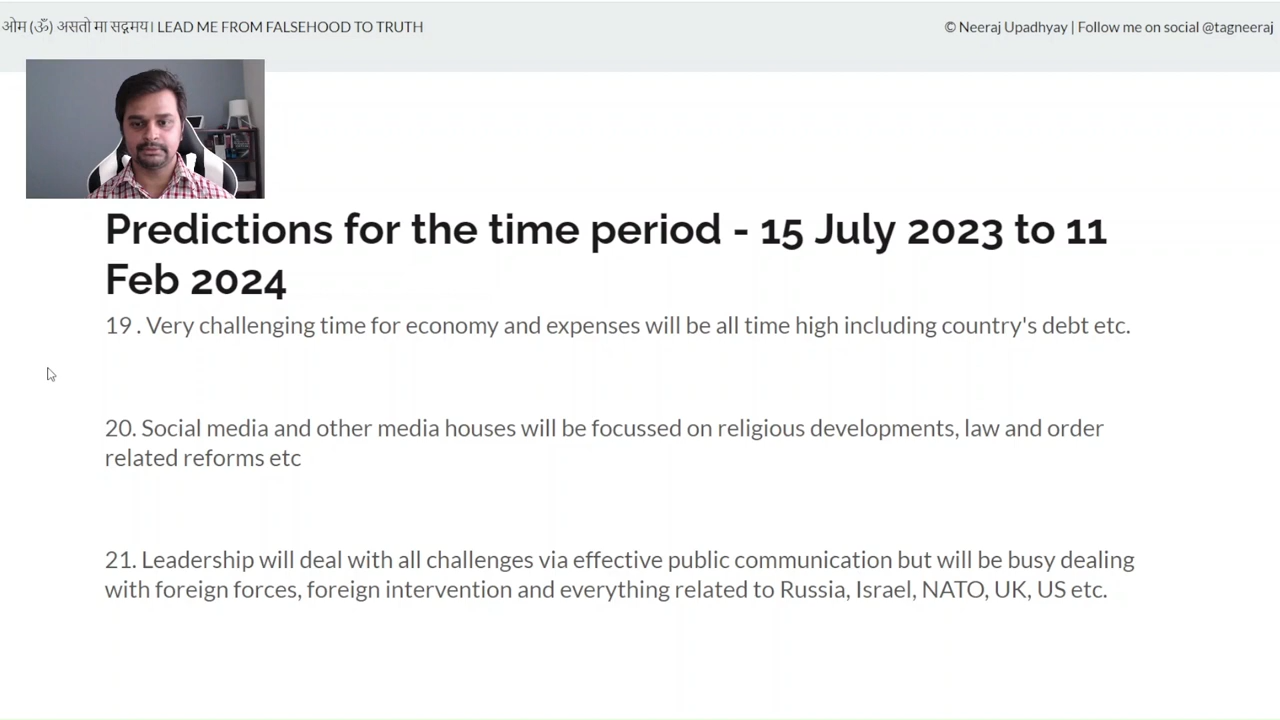 ओम (ॐ) असतो मा सद्गमय। LEAD ME FROM FALSEHOOD TO TRUTH
© Neeraj Upadhyay | Follow me on social @tagneeraj
Predictions for the time period - 15 July 2023 to 11
Feb 2024
19 . Very challenging time for economy and expenses will be all time high including country's debt etc.
20. Social media and other media houses will be focussed on religious developments, law and order
related reforms etc
21. Leadership will deal with all challenges via effective public communication but will be busy dealing
with foreign forces, foreign intervention and everything related to Russia, Israel, NATO, UK, US etc.